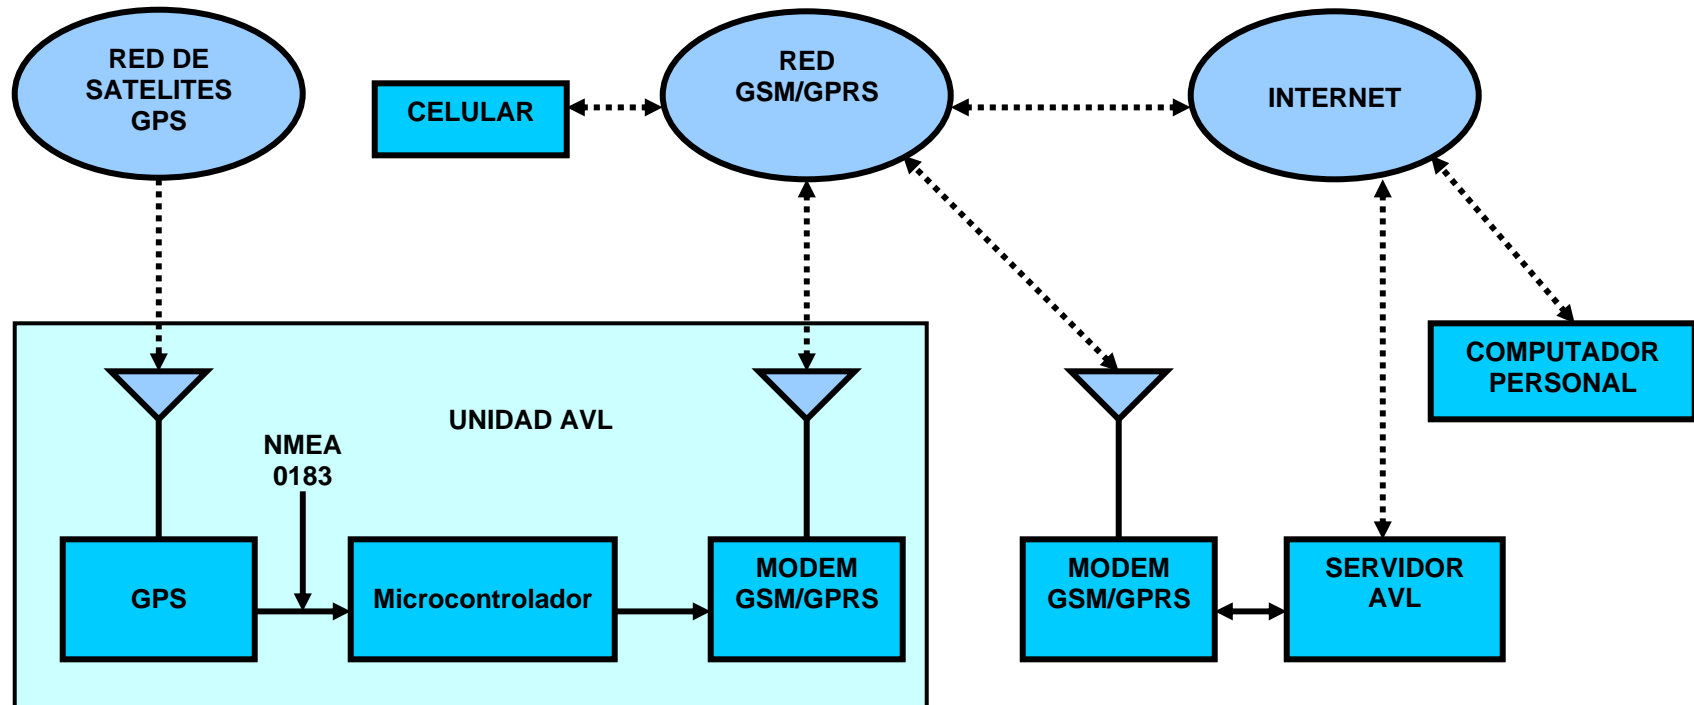 RED DE
SATELITES
GPS
CELULAR
RED
GSM/GPRS
INTERNET
COMPUTADOR
PERSONAL
UNIDAD AVL
NMEA
0183
GPS
Microcontrolador
MODEM
GSM/GPRS
MODEM
GSM/GPRS
SERVIDOR
AVL